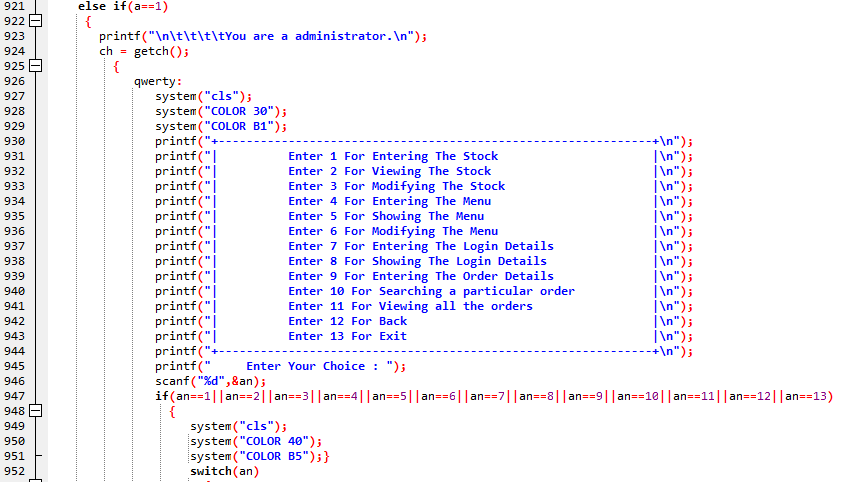 921 else if(a==1)
922 {
923 printf("\n\t\t\t\tYou are a administrator.\n");
924 ch = getch();
925 {
926 qwerty:
927 system("cls");
928 system("COLOR 30");
929 system("COLOR B1");
930 printf("+--------------------------------------------------------------+\n");
931 printf("|          Enter 1 For Entering The Stock                      |\n");
932 printf("|          Enter 2 For Viewing The Stock                       |\n");
933 printf("|          Enter 3 For Modifying The Stock                     |\n");
934 printf("|          Enter 4 For Entering The Menu                       |\n");
935 printf("|          Enter 5 For Showing The Menu                        |\n");
936 printf("|          Enter 6 For Modifying The Menu                      |\n");
937 printf("|          Enter 7 For Entering The Login Details              |\n");
938 printf("|          Enter 8 For Showing The Login Details               |\n");
939 printf("|          Enter 9 For Entering The Order Details              |\n");
940 printf("|          Enter 10 For Searching a particular order           |\n");
941 printf("|          Enter 11 For Viewing all the orders                 |\n");
942 printf("|          Enter 12 For Back                                   |\n");
943 printf("|          Enter 13 For Exit                                   |\n");
944 printf("+--------------------------------------------------------------+\n");
945 printf("     Enter Your Choice : ");
946 scanf("%d",&an);
947 if(an==1||an==2||an==3||an==4||an==5||an==6||an==7||an==8||an==9||an==10||an==11||an==12||an==13)
948 {
949 system("cls");
950 system("COLOR 40");
951 system("COLOR B5");}
952 switch(an)